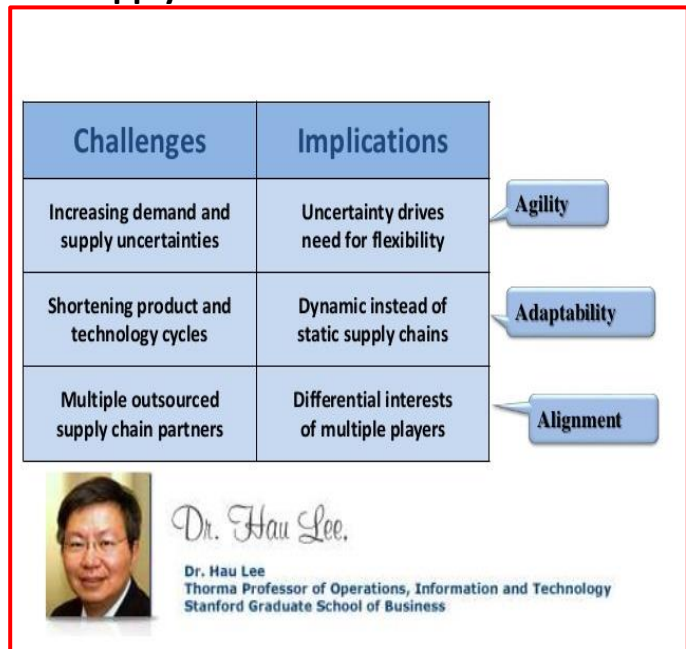 Challenges
Implications
Increasing demand and
supply uncertainties
Uncertainty drives
need for flexibility
Agility
Shortening product and
technology cycles
Dynamic instead of
static supply chains
Adaptability
Multiple outsourced
supply chain partners
Differential interests
of multiple players
Alignment
Dr. Hau Lee.
Dr. Hau Lee
Thorma Professor of Operations, Information and Technology
Stanford Graduate School of Business